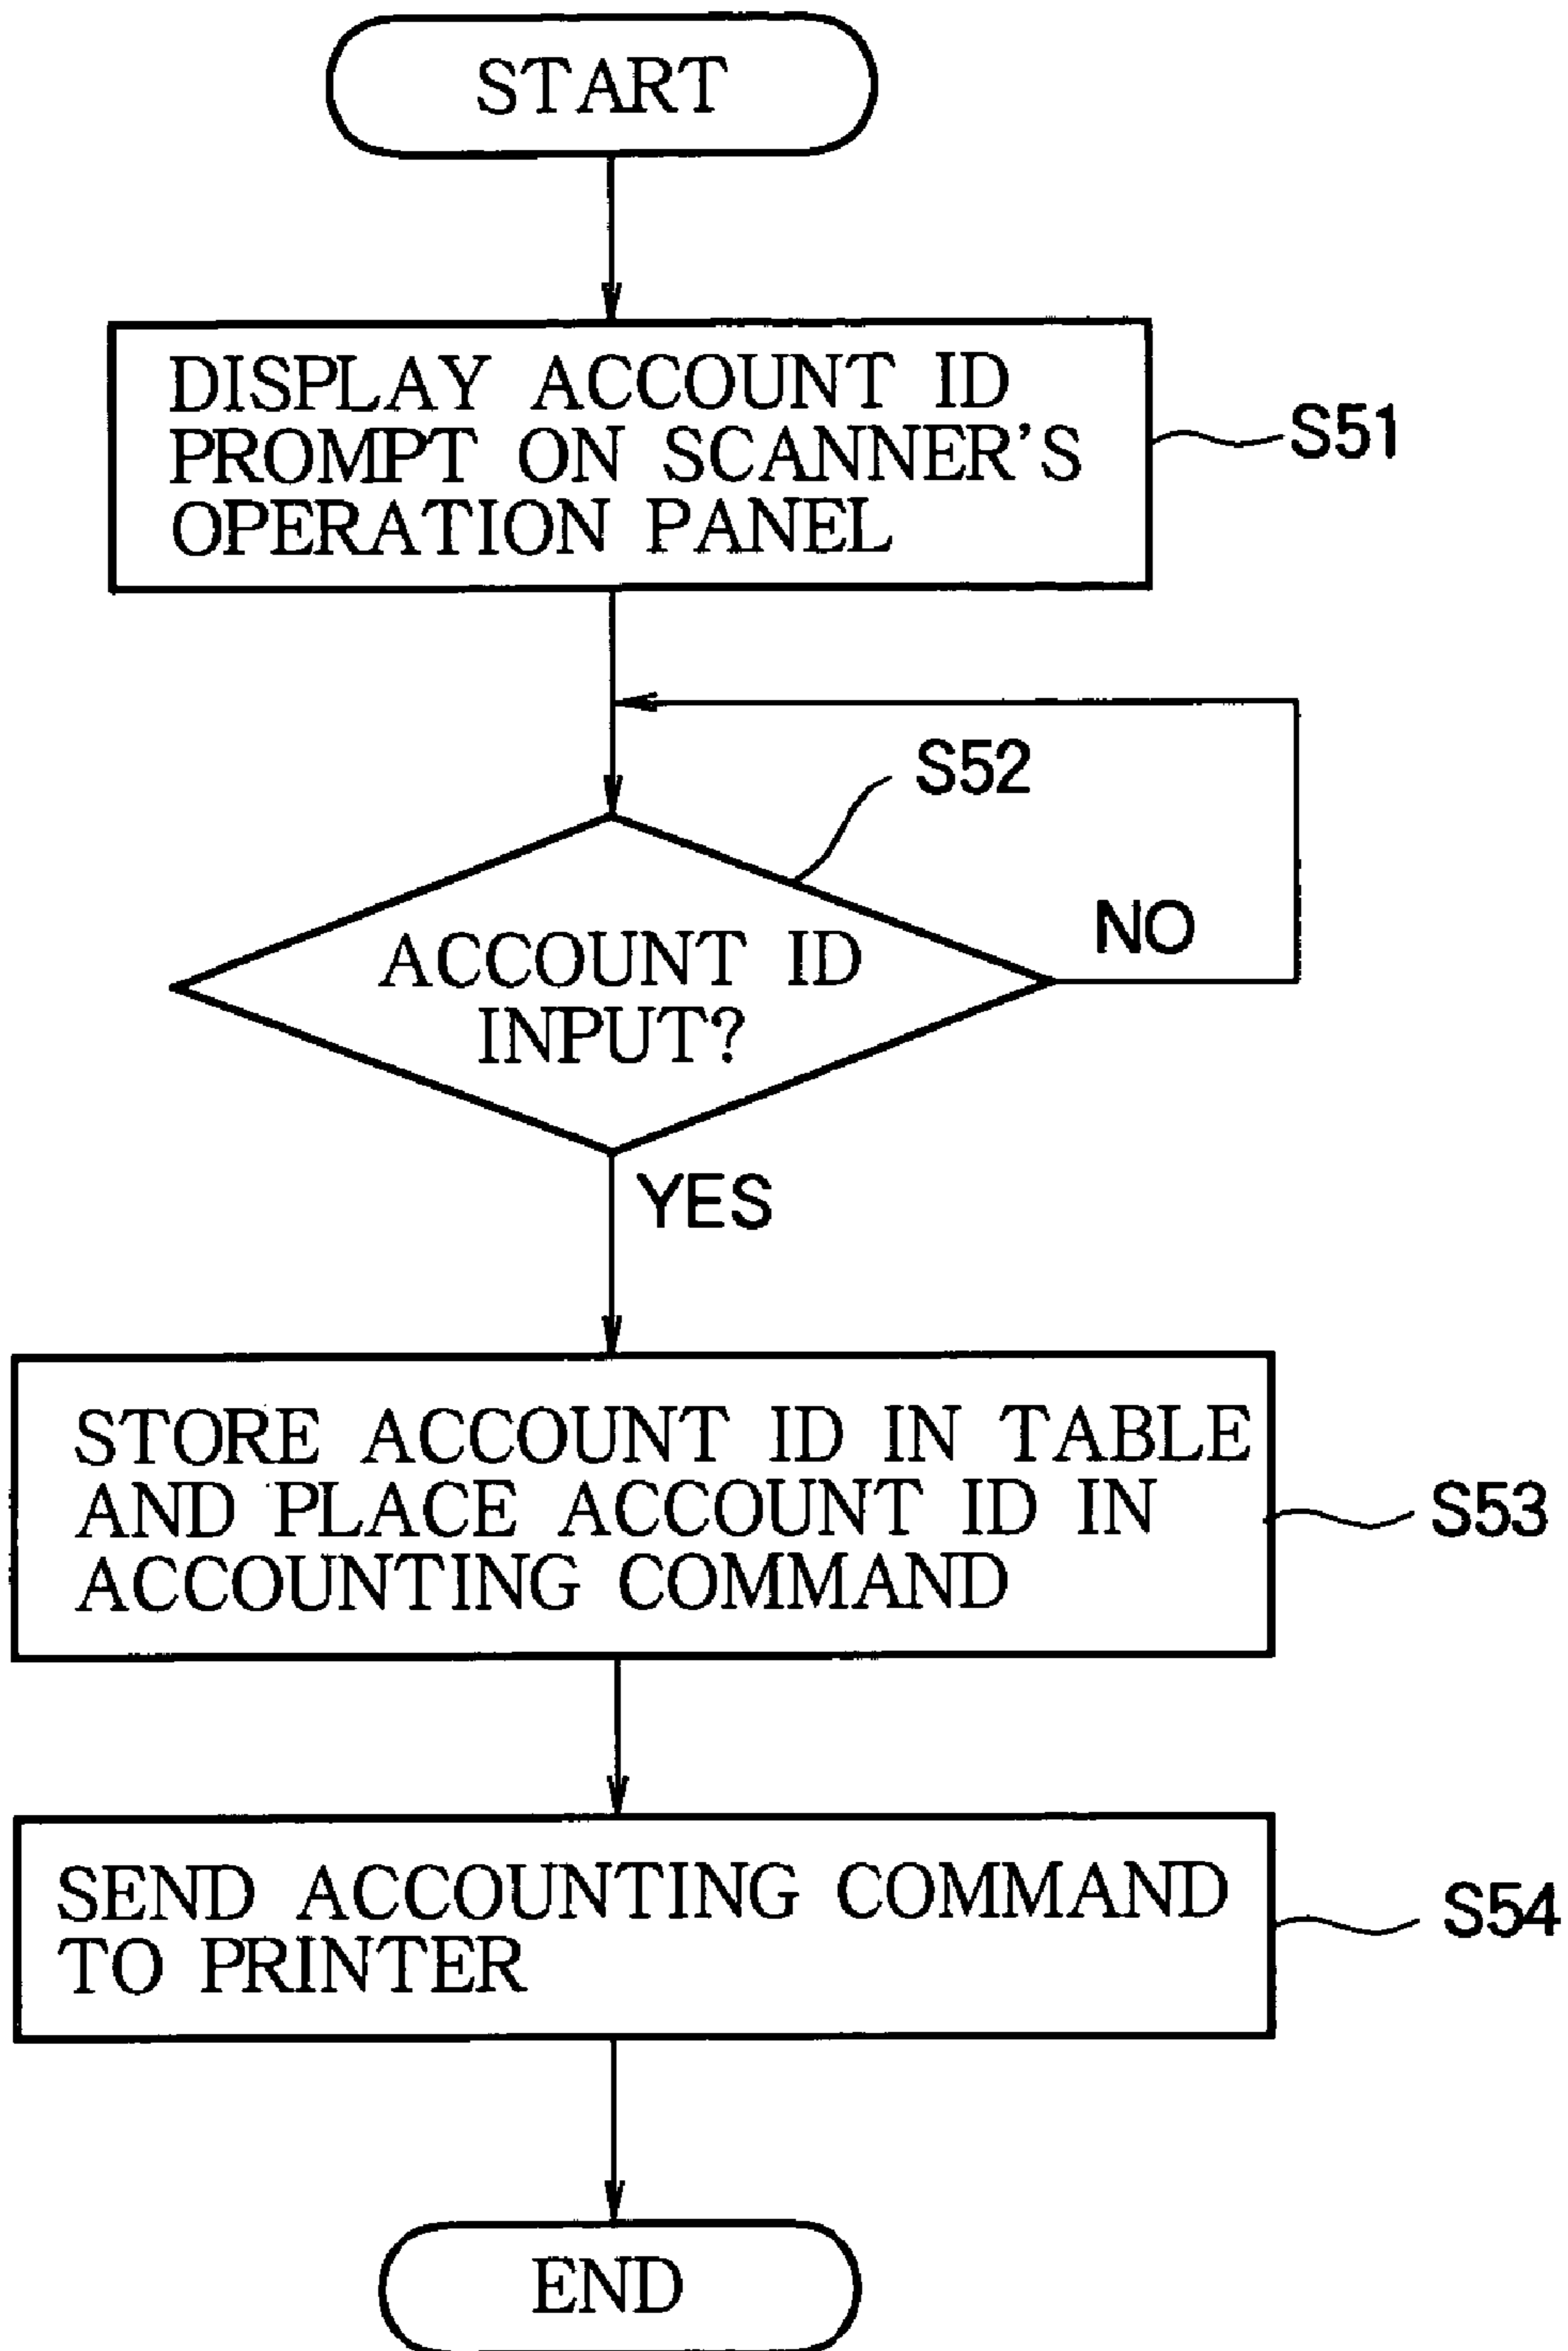 START
DISPLAY ACCOUNT ID
PROMPT ON SCANNER'S
OPERATION PANEL
S51
S52
ACCOUNT ID
INPUT?
NO
YES
STORE ACCOUNT ID IN TABLE
AND PLACE ACCOUNT ID IN
ACCOUNTING COMMAND
S53
SEND ACCOUNTING COMMAND
TO PRINTER
S54
END